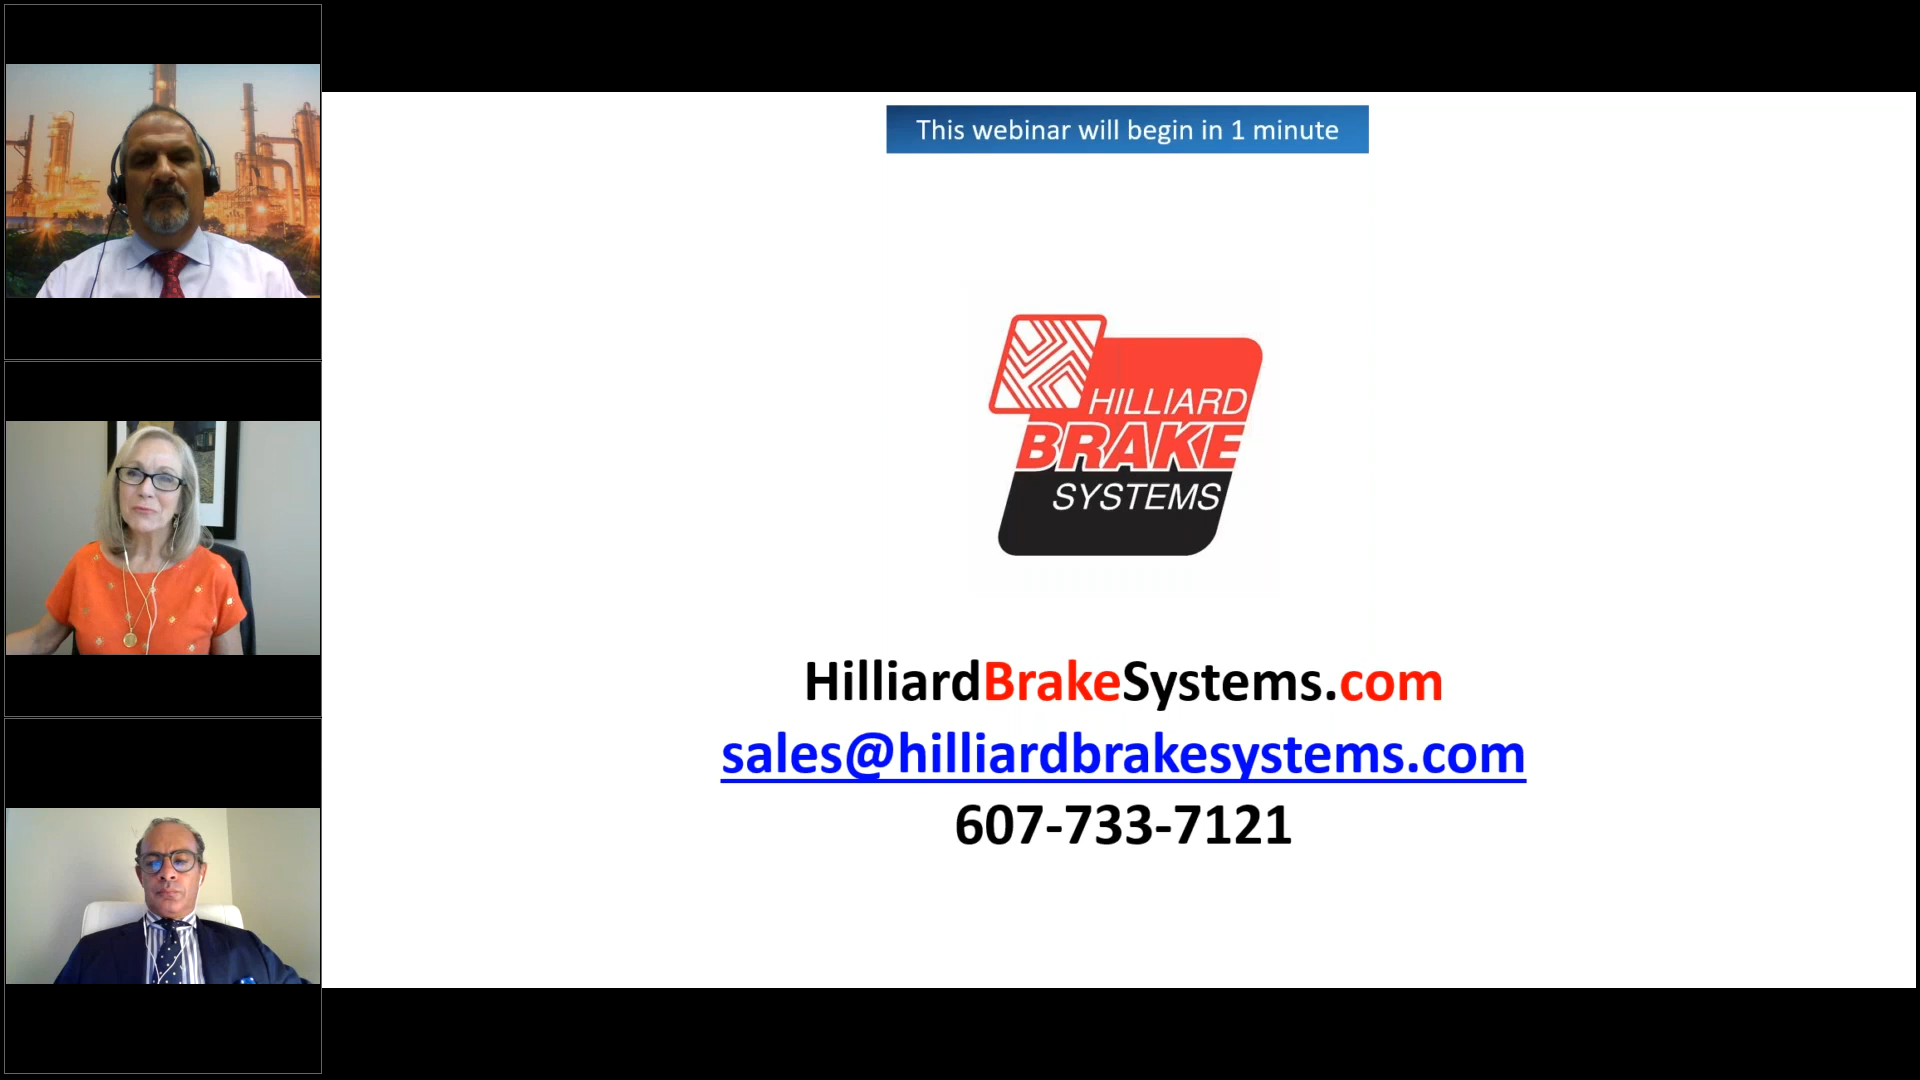 This webinar will begin in 1 minute
HILLIARD
BRAKE
SYSTEMS
HilliardBrakeSystems.com
sales@hilliardbrakesystems.com
607-733-7121